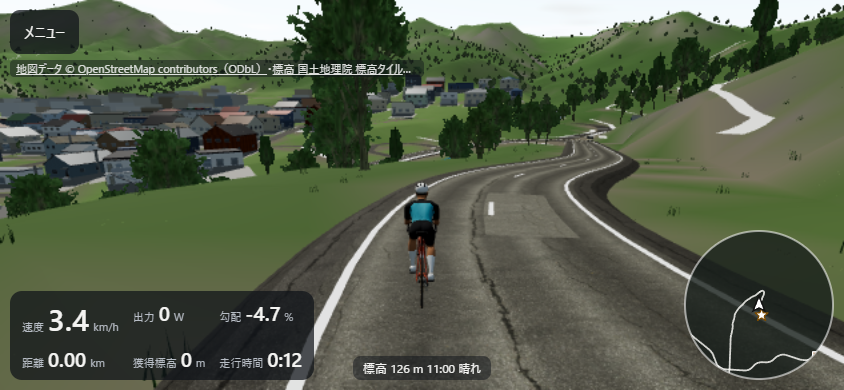 メニュー
地図データ © OpenStreetMap contributors（ODbL）・標高 国土地理院 標高タイル...
速度 3.4 km/h 出力 0 W 勾配 -4.7 %
距離 0.00 km 獲得標高 0 m 走行時間 0:12
標高 126 m 11:00 晴れ